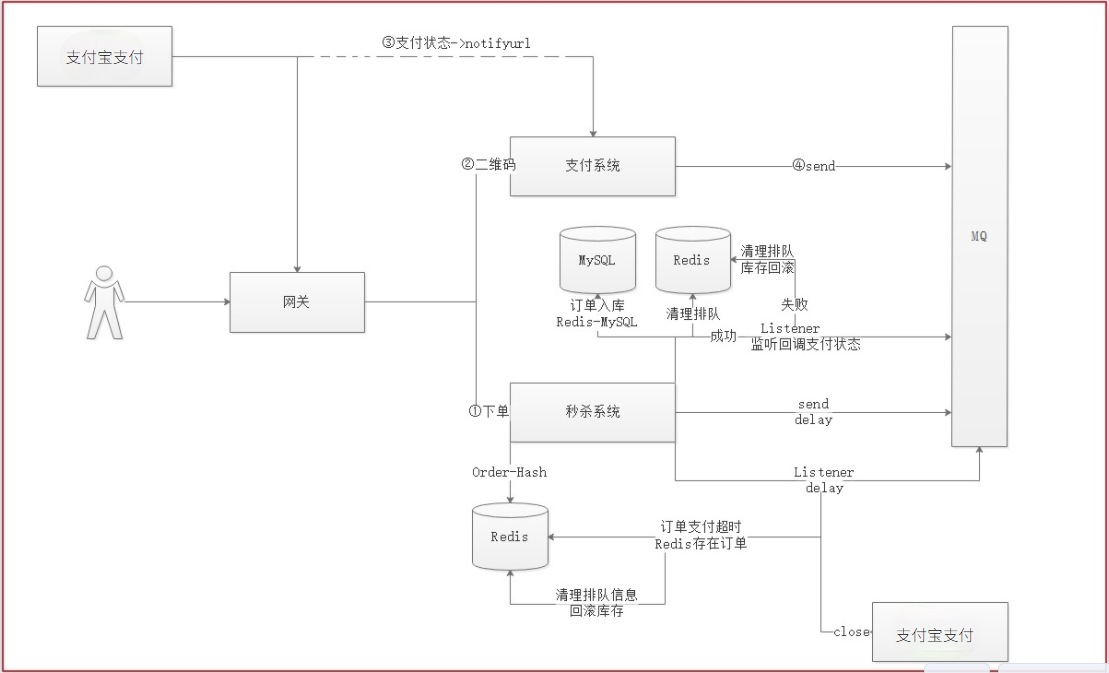 ③支付状态->notifyurl
支付宝支付
②二维码
支付系统
④send
MQ
MySQL
Redis
清理排队
库存回滚
订单入库
Redis-MySQL
清理排队
失败
成功
Listener
监听回调支付状态
网关
①下单
秒杀系统
send
delay
Order-Hash
Listener
delay
Redis
订单支付超时
Redis存在订单
清理排队信息
回滚库存
close
支付宝支付